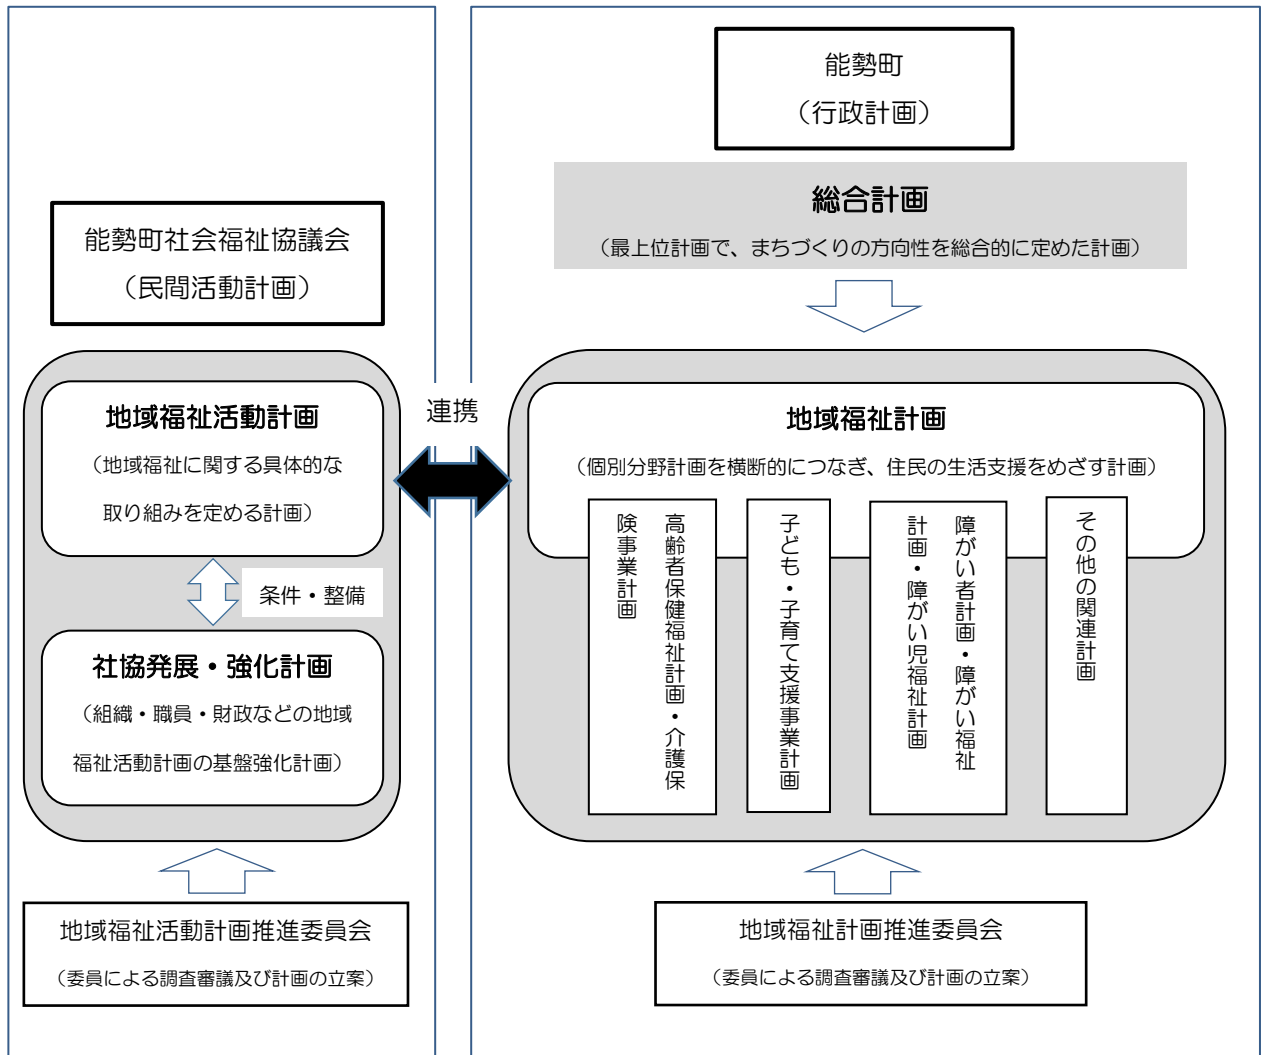 能勢町社会福祉協議会
（民間活動計画）
地域福祉活動計画
（地域福祉に関する具体的な
取り組みを定める計画）
条件・整備
社協発展・強化計画
（組織・職員・財政などの地域
福祉活動計画の基盤強化計画）
地域福祉活動計画推進委員会
（委員による調査審議及び計画の立案）
連携
能勢町
（行政計画）
総合計画
（最上位計画で、まちづくりの方向性を総合的に定めた計画）
地域福祉計画
（個別分野計画を横断的につなぎ、住民の生活支援をめざす計画）
高齢者保健福祉計画・介護保
険事業計画
子ども・子育て支援事業計画
障がい者計画・障がい福祉
計画・障がい児福祉計画
その他の関連計画
地域福祉計画推進委員会
（委員による調査審議及び計画の立案）